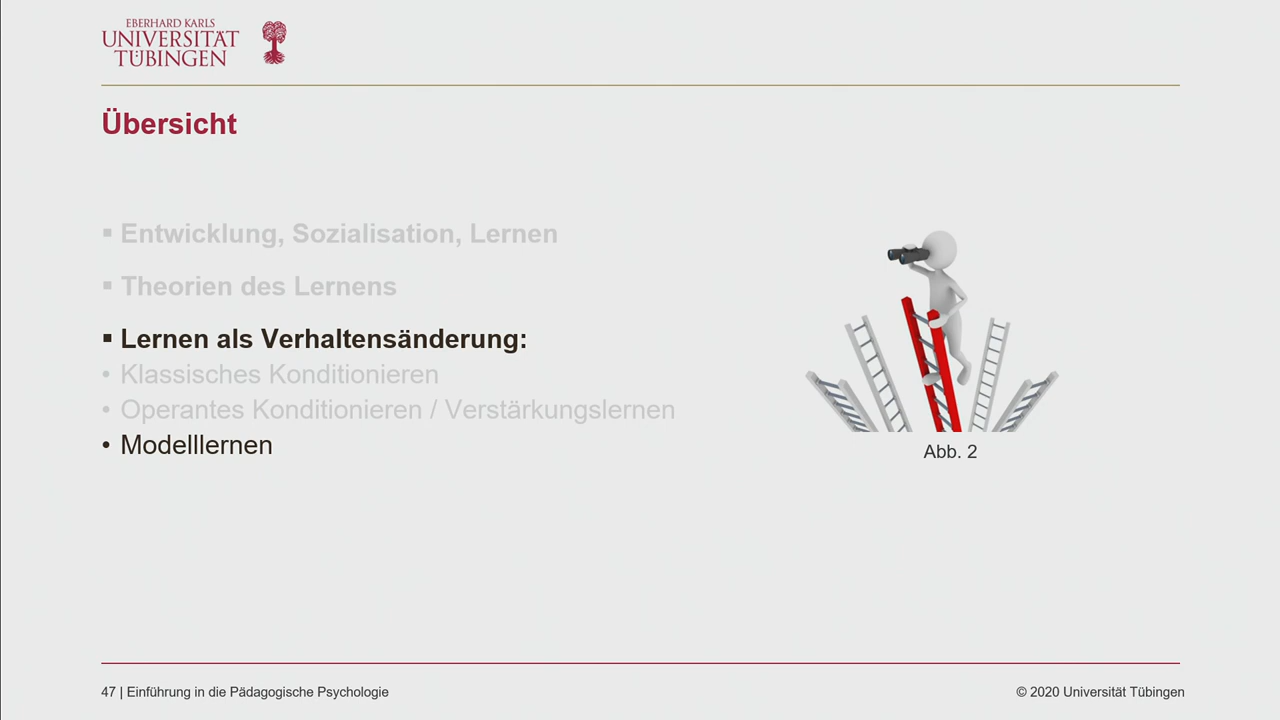 EBERHARD KARLS
UNIVERSITÄT
TÜBINGEN
Übersicht
▪ Entwicklung, Sozialisation, Lernen
▪ Theorien des Lernens
▪ Lernen als Verhaltensänderung:
• Klassisches Konditionieren
• Operantes Konditionieren / Verstärkungslernen
• Modelllernen
Abb. 2
47 | Einführung in die Pädagogische Psychologie
© 2020 Universität Tübingen